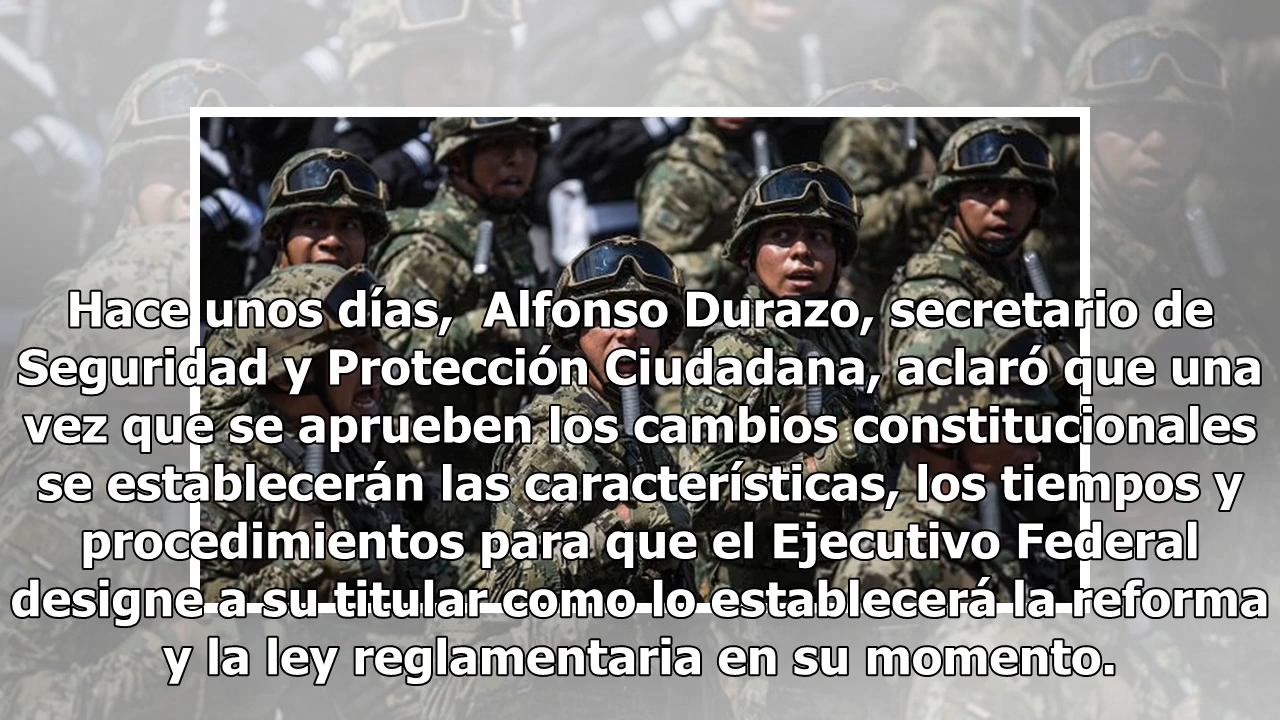 Hace unos días,  Alfonso Durazo, secretario de
Seguridad y Protección Ciudadana, aclaró que una
vez que se aprueben los cambios constitucionales
se establecerán las características, los tiempos y
procedimientos para que el Ejecutivo Federal
designe a su titular como lo establecerá la reforma
y la ley reglamentaria en su momento.